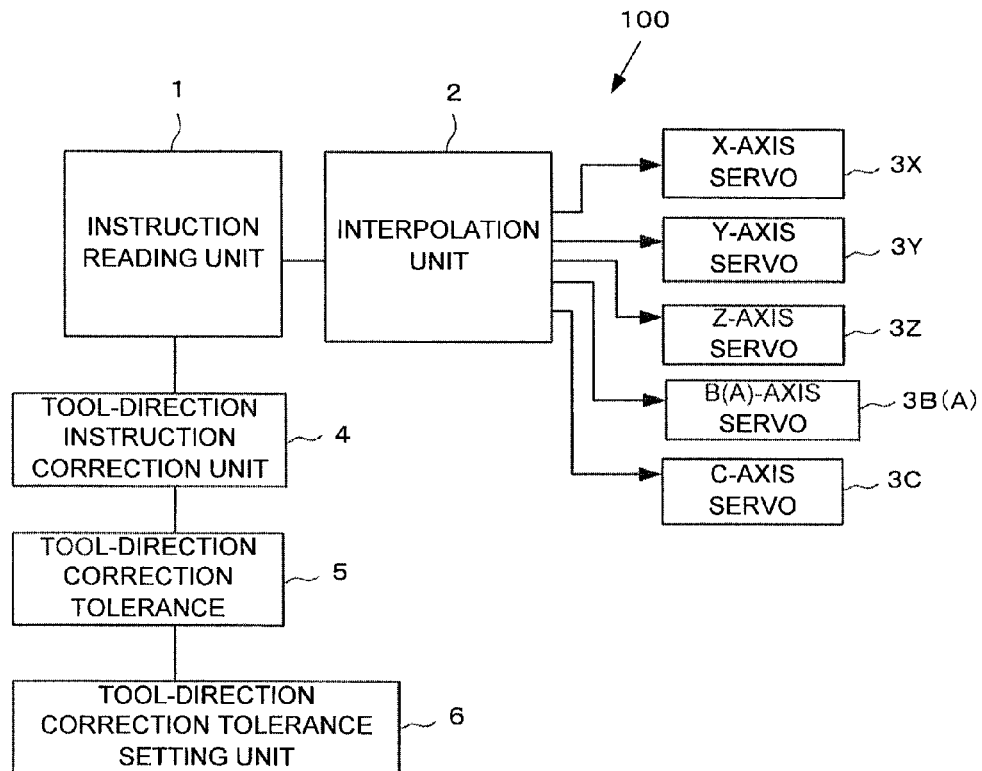 100
1
2
INSTRUCTION
READING UNIT
INTERPOLATION
UNIT
X-AXIS
SERVO
3X
Y-AXIS
SERVO
3Y
Z-AXIS
SERVO
3Z
B(A)-AXIS
SERVO
3B(A)
C-AXIS
SERVO
3C
TOOL-DIRECTION
INSTRUCTION
CORRECTION UNIT
4
TOOL-DIRECTION
CORRECTION
TOLERANCE
5
TOOL-DIRECTION
CORRECTION TOLERANCE
SETTING UNIT
6